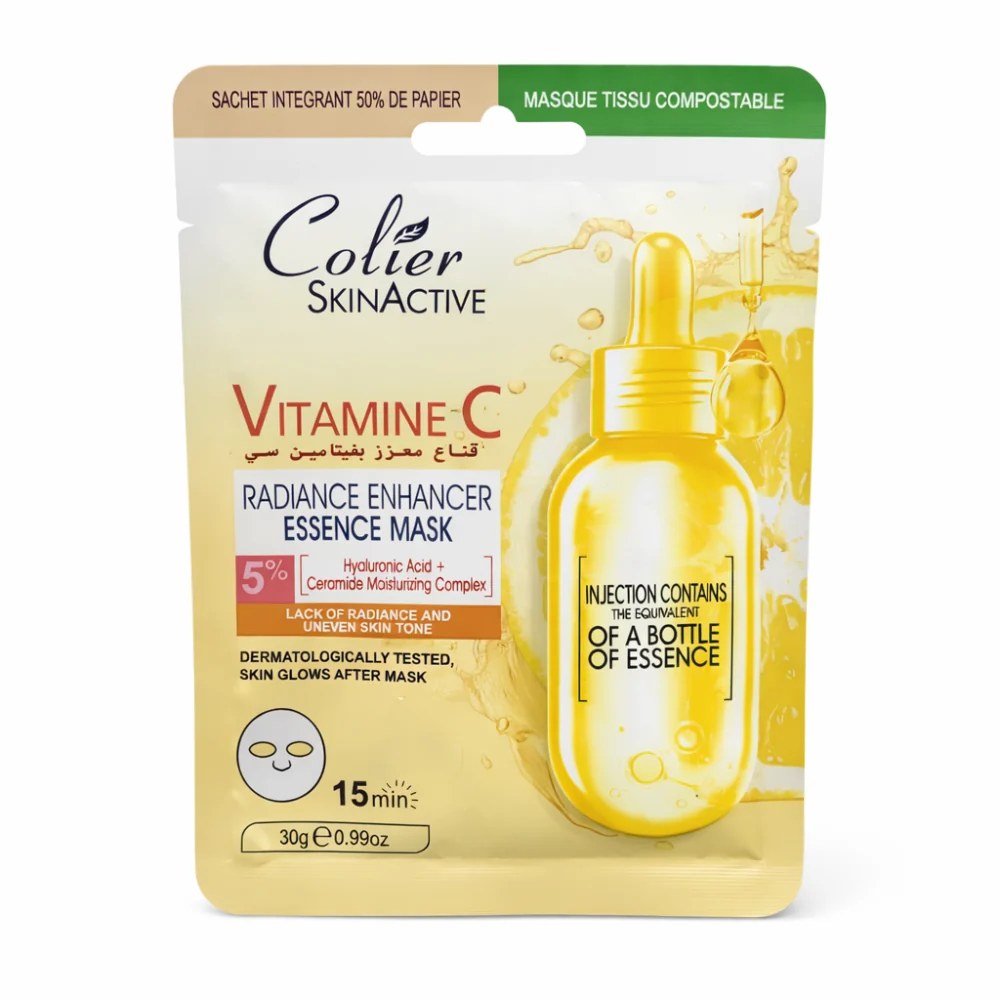 SACHET INTEGRANT 50% DE PAPIER
MASQUE TISSU COMPOSTABLE
Colier
SKINACTIVE
VITAMINE C
قناع معزز بفيتامين سي
RADIANCE ENHANCER
ESSENCE MASK
5%
Hyaluronic Acid +
Ceramide Moisturizing Complex
LACK OF RADIANCE AND
UNEVEN SKIN TONE
DERMATOLOGICALLY TESTED,
SKIN GLOWS AFTER MASK
15min
30g e 0.99oz
INJECTION CONTAINS
THE EQUIVALENT
OF A BOTTLE
OF ESSENCE